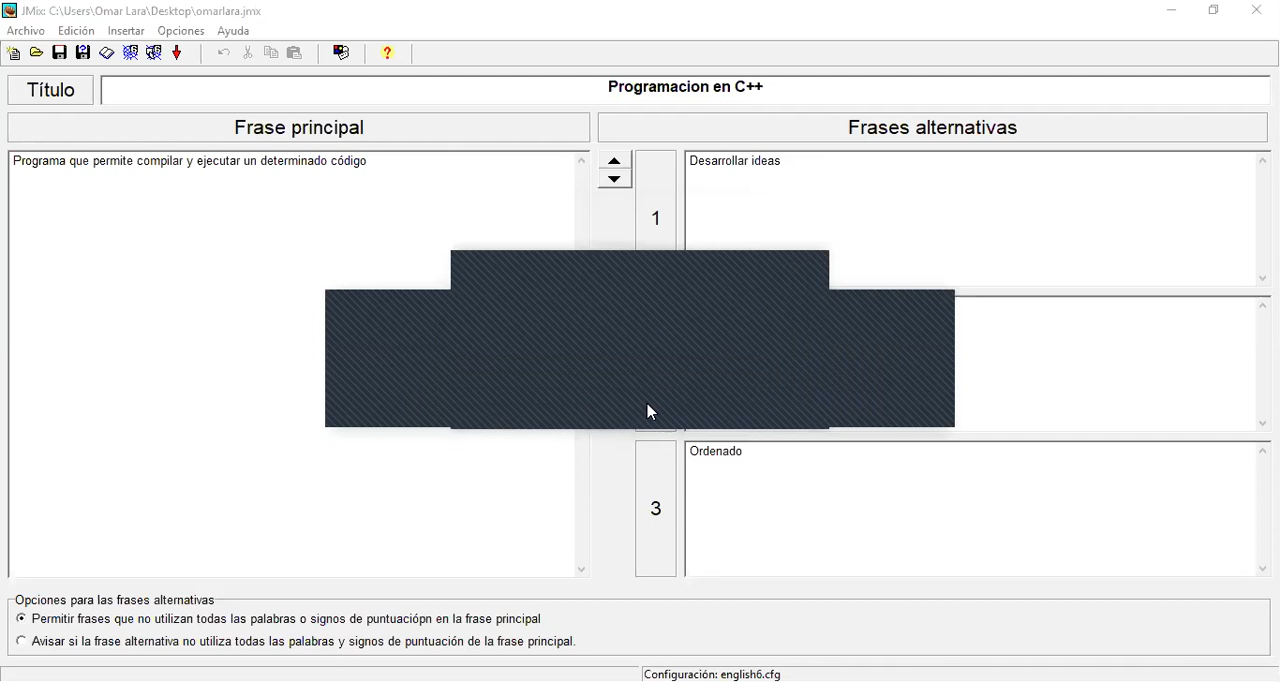 JMix: C:\Users\Omar Lara\Desktop\omarlara.jmx
Archivo Edición Insertar Opciones Ayuda
Título
Programacion en C++
Frase principal
Frases alternativas
Programa que permite compilar y ejecutar un determinado código
1
Desarrollar ideas
3
Ordenado
Opciones para las frases alternativas
Permitir frases que no utilizan todas las palabras o signos de puntuaciópn en la frase principal
Avisar si la frase alternativa no utiliza todas las palabras y signos de puntuación de la frase principal.
Configuración: english6.cfg